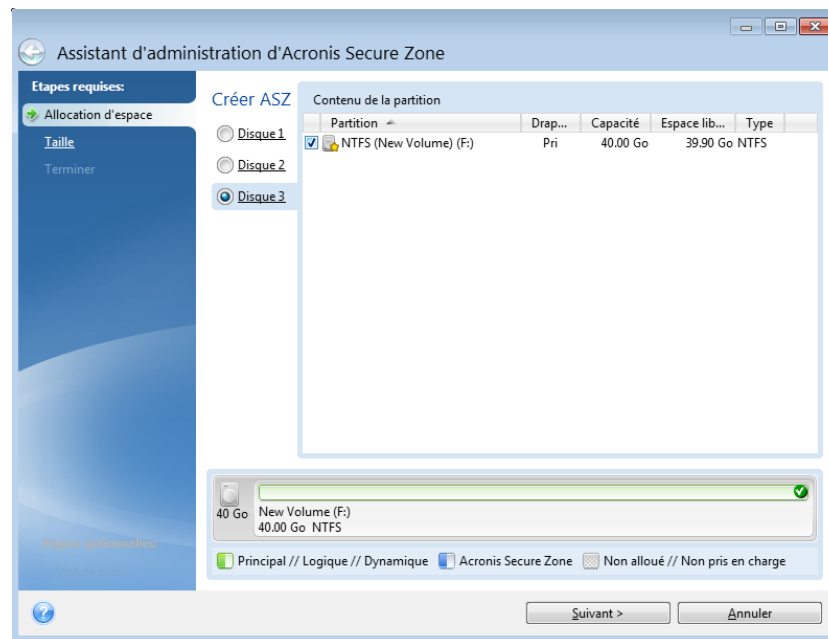 Assistant d'administration d'Acronis Secure Zone
Etapes requises:
Allocation d'espace
Taille
Terminer
Créer ASZ
Disque 1
Disque 2
Disque 3
Contenu de la partition
Partition Drap... Capacité Espace lib... Type
NTFS (New Volume) (F:) Pri 40.00 Go 39.90 Go NTFS
40 Go
New Volume (F:)
40.00 Go NTFS
Principal // Logique // Dynamique Acronis Secure Zone Non alloué // Non pris en charge
Suivant >
Annuler